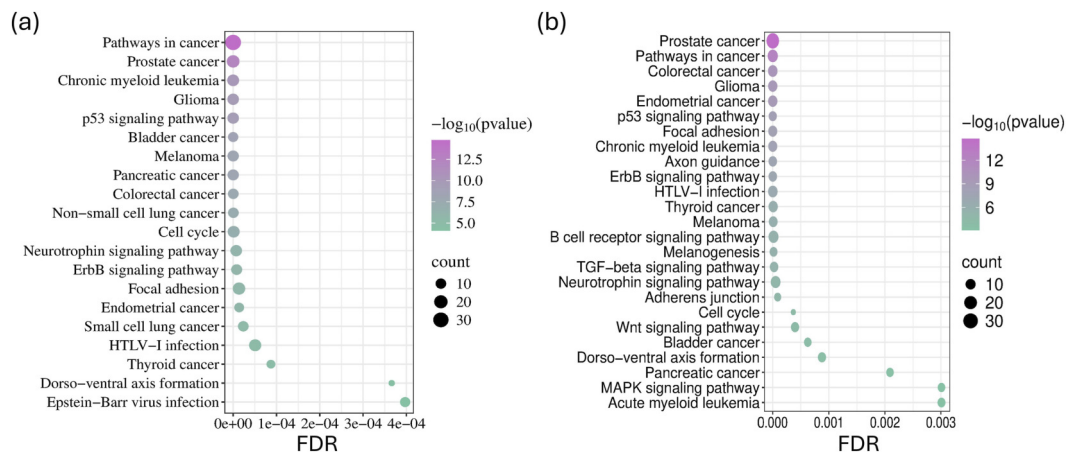 (a)
Pathways in cancer
Prostate cancer
Chronic myeloid leukemia
Glioma
p53 signaling pathway
Bladder cancer
Melanoma
Pancreatic cancer
Colorectal cancer
Non−small cell lung cancer
Cell cycle
Neurotrophin signaling pathway
ErbB signaling pathway
Focal adhesion
Endometrial cancer
Small cell lung cancer
HTLV−I infection
Thyroid cancer
Dorso−ventral axis formation
Epstein−Barr virus infection
0e+00 1e−04 2e−04 3e−04 4e−04
FDR
−log10(pvalue)
12.5
10.0
7.5
5.0
count
10
20
30
(b)
Prostate cancer
Pathways in cancer
Colorectal cancer
Glioma
Endometrial cancer
p53 signaling pathway
Focal adhesion
Chronic myeloid leukemia
Axon guidance
ErbB signaling pathway
HTLV−I infection
Thyroid cancer
Melanoma
B cell receptor signaling pathway
Melanogenesis
TGF−beta signaling pathway
Neurotrophin signaling pathway
Adherens junction
Cell cycle
Wnt signaling pathway
Bladder cancer
Dorso−ventral axis formation
Pancreatic cancer
MAPK signaling pathway
Acute myeloid leukemia
0.000 0.001 0.002 0.003
FDR
−log10(pvalue)
12
9
6
count
10
20
30